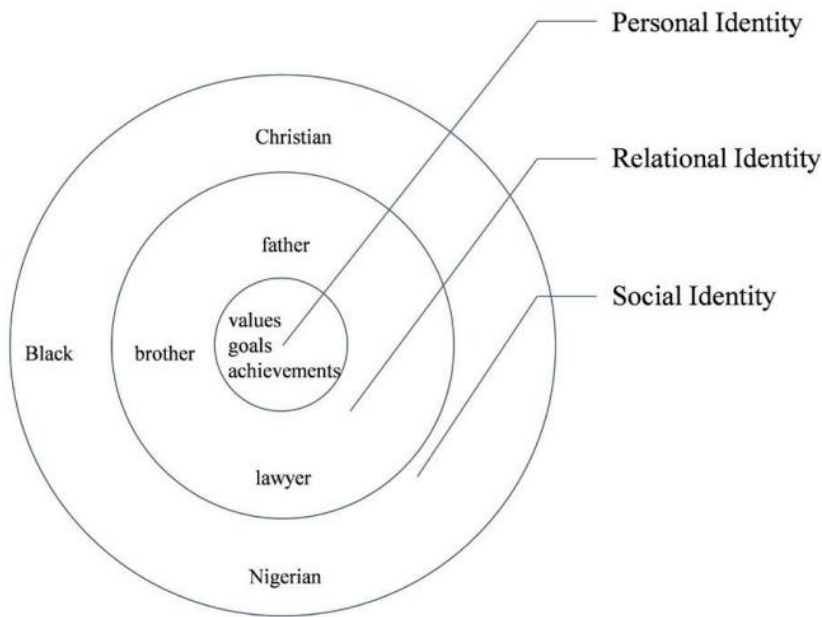 Personal Identity
Christian
Relational Identity
father
Social Identity
values
goals
achievements
Black
brother
lawyer
Nigerian